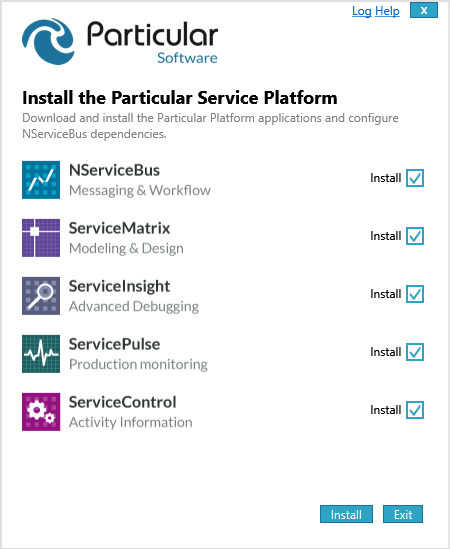 Log Help x
Particular
Software
Install the Particular Service Platform
Download and install the Particular Platform applications and configure
NServiceBus dependencies.
NServiceBus
Messaging & Workflow
Install
ServiceMatrix
Modeling & Design
Install
ServiceInsight
Advanced Debugging
Install
ServicePulse
Production monitoring
Install
ServiceControl
Activity Information
Install
Install Exit